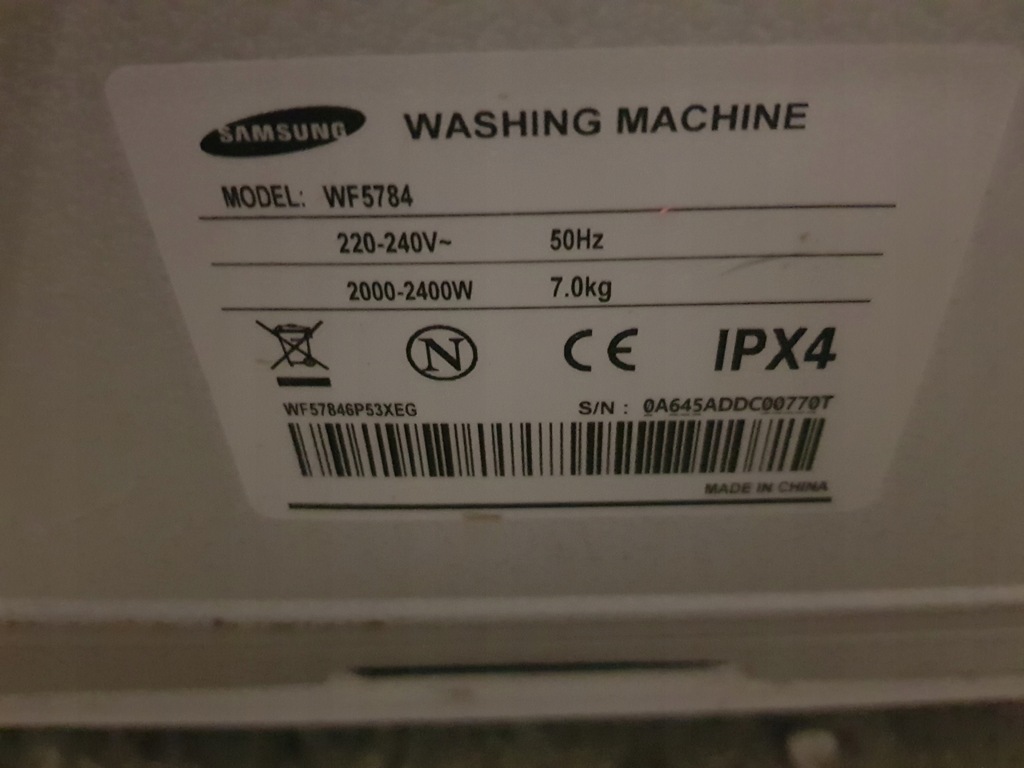 SAMSUNG WASHING MACHINE
MODEL: WF5784
220-240V~ 50Hz
2000-2400W 7.0kg
N CE IPX4
WF57846P53XEG S/N : 0A645ADDC00770T
MADE IN CHINA